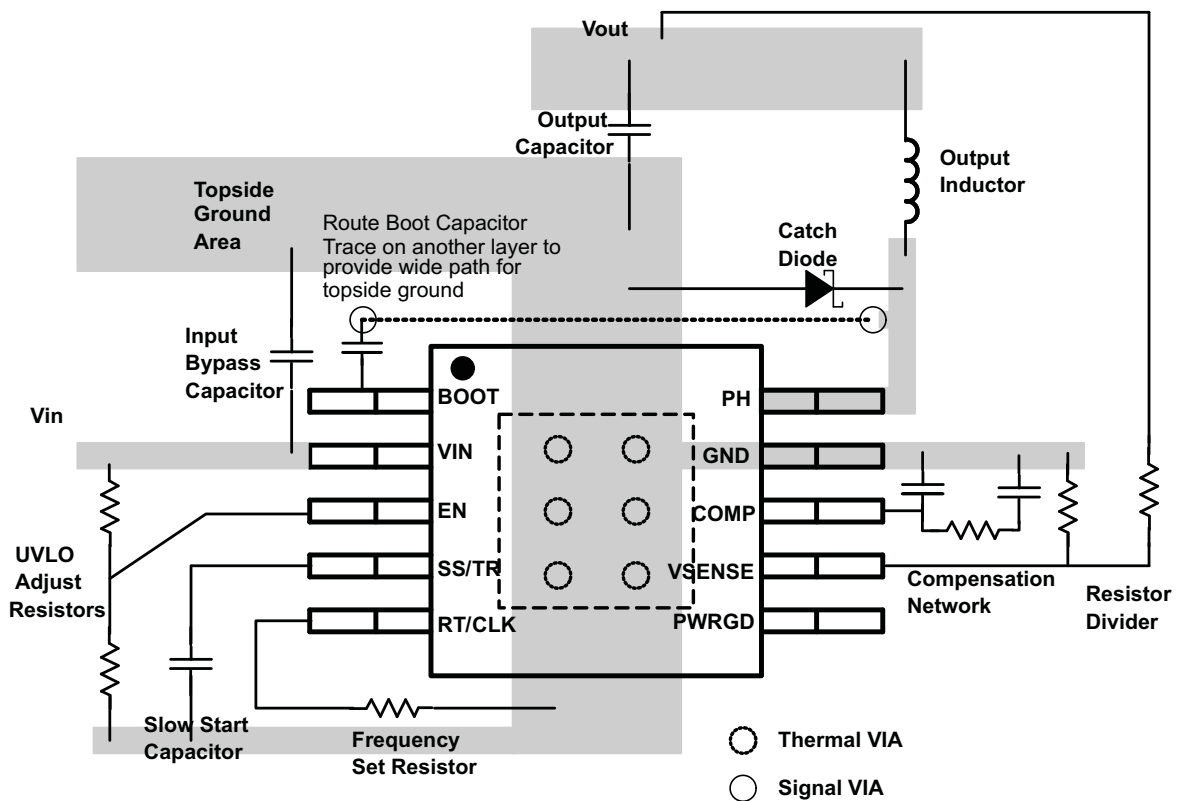 Vout
Output
Capacitor
Output
Inductor
Topside
Ground
Area
Route Boot Capacitor
Trace on another layer to
provide wide path for
topside ground
Catch
Diode
Input
Bypass
Capacitor
Vin
BOOT
VIN
EN
SS/TR
RT/CLK
PH
GND
COMP
VSENSE
PWRGD
UVLO
Adjust
Resistors
Compensation
Network
Resistor
Divider
Slow Start
Capacitor
Frequency
Set Resistor
Thermal VIA
Signal VIA